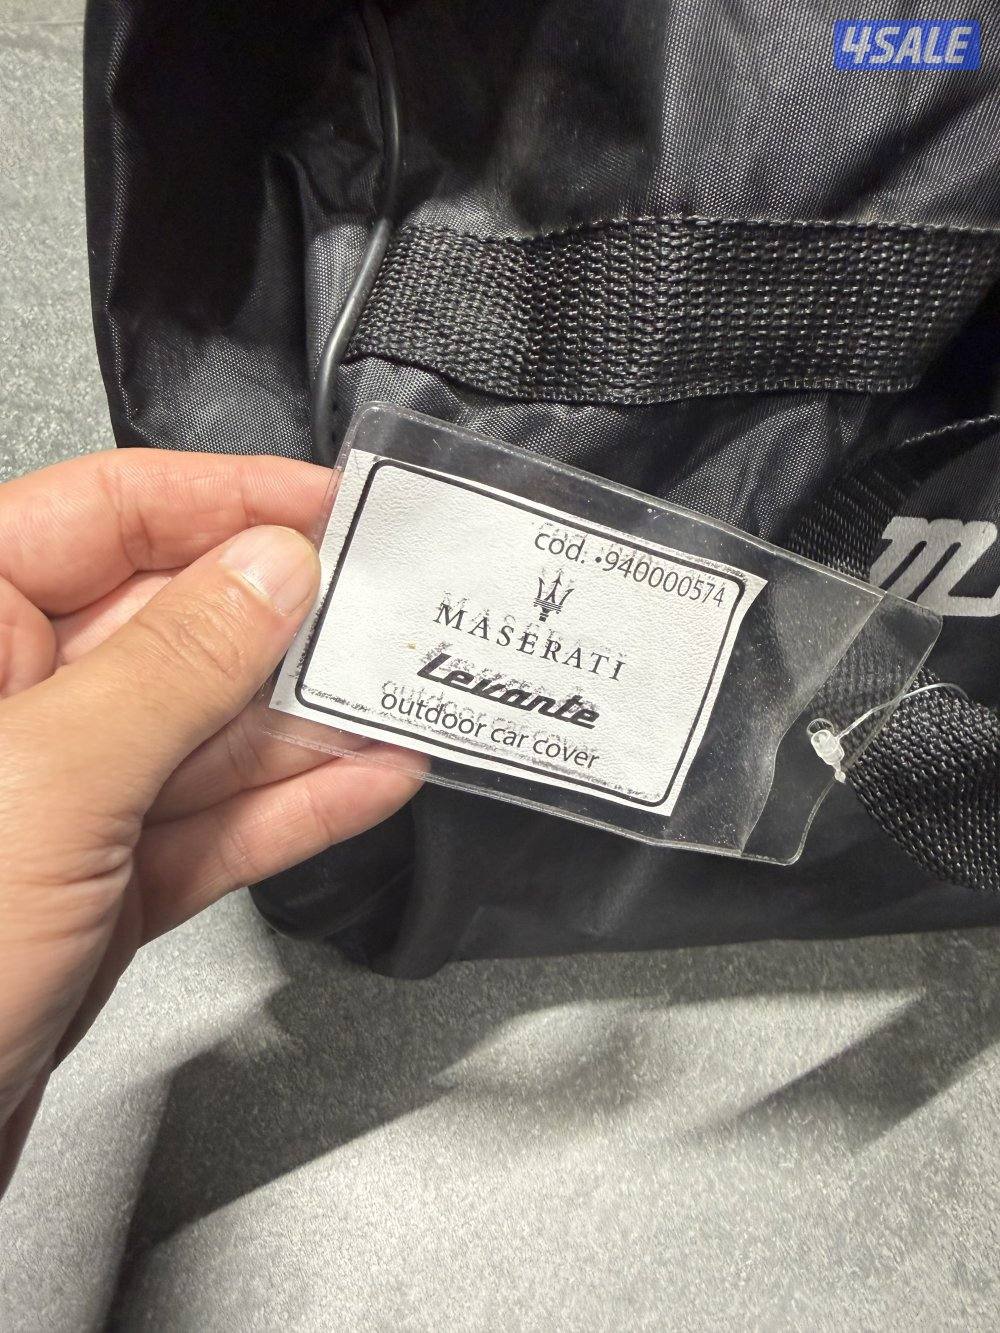 4SALE
cod. •940000574
MASERATI
Levante
outdoor car cover
m